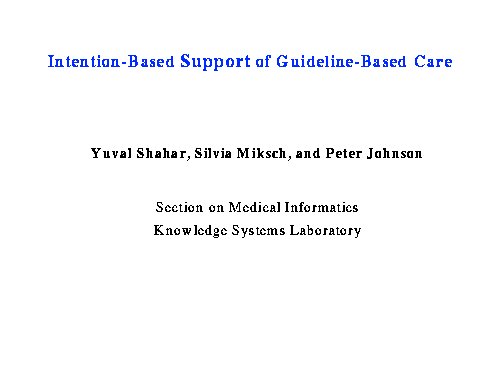 Intention-Based Support of Guideline-Based Care
Yuval Shahar, Silvia Miksch, and Peter Johnson
Section on Medical Informatics
Knowledge Systems Laboratory